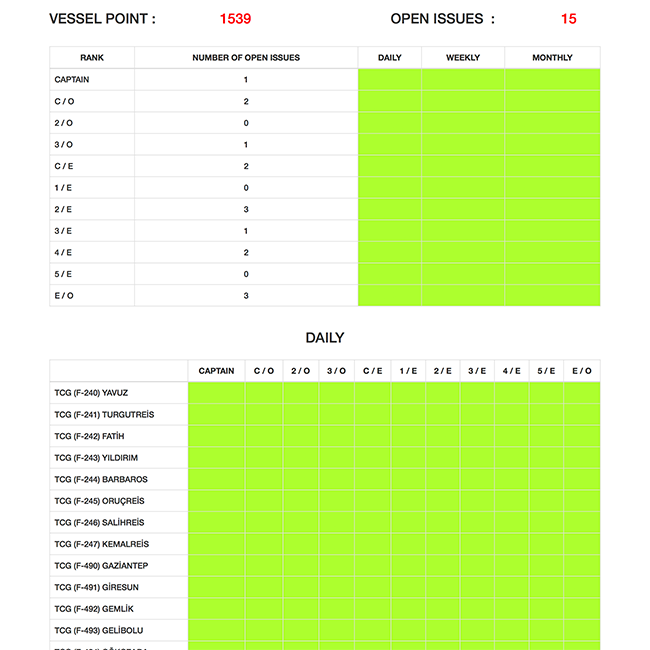 VESSEL POINT : 1539 OPEN ISSUES : 15
RANK NUMBER OF OPEN ISSUES DAILY WEEKLY MONTHLY
CAPTAIN 1
C / O 2
2 / O 0
3 / O 1
C / E 2
1 / E 0
2 / E 3
3 / E 1
4 / E 2
5 / E 0
E / O 3
DAILY
CAPTAIN C / O 2 / O 3 / O C / E 1 / E 2 / E 3 / E 4 / E 5 / E E / O
TCG (F-240) YAVUZ
TCG (F-241) TURGUTREİS
TCG (F-242) FATİH
TCG (F-243) YILDIRIM
TCG (F-244) BARBAROS
TCG (F-245) ORUÇREİS
TCG (F-246) SALİHREİS
TCG (F-247) KEMALREİS
TCG (F-490) GAZİANTEP
TCG (F-491) GİRESUN
TCG (F-492) GEMLİK
TCG (F-493) GELİBOLU